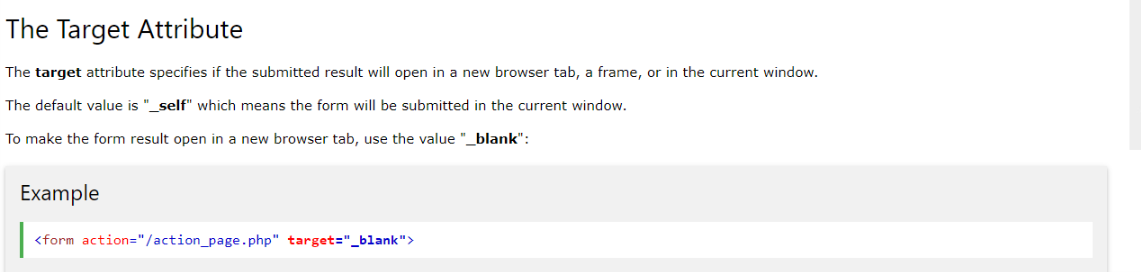 The Target Attribute
The target attribute specifies if the submitted result will open in a new browser tab, a frame, or in the current window.
The default value is "_self" which means the form will be submitted in the current window.
To make the form result open in a new browser tab, use the value "_blank":
Example
<form action="/action_page.php" target="_blank">